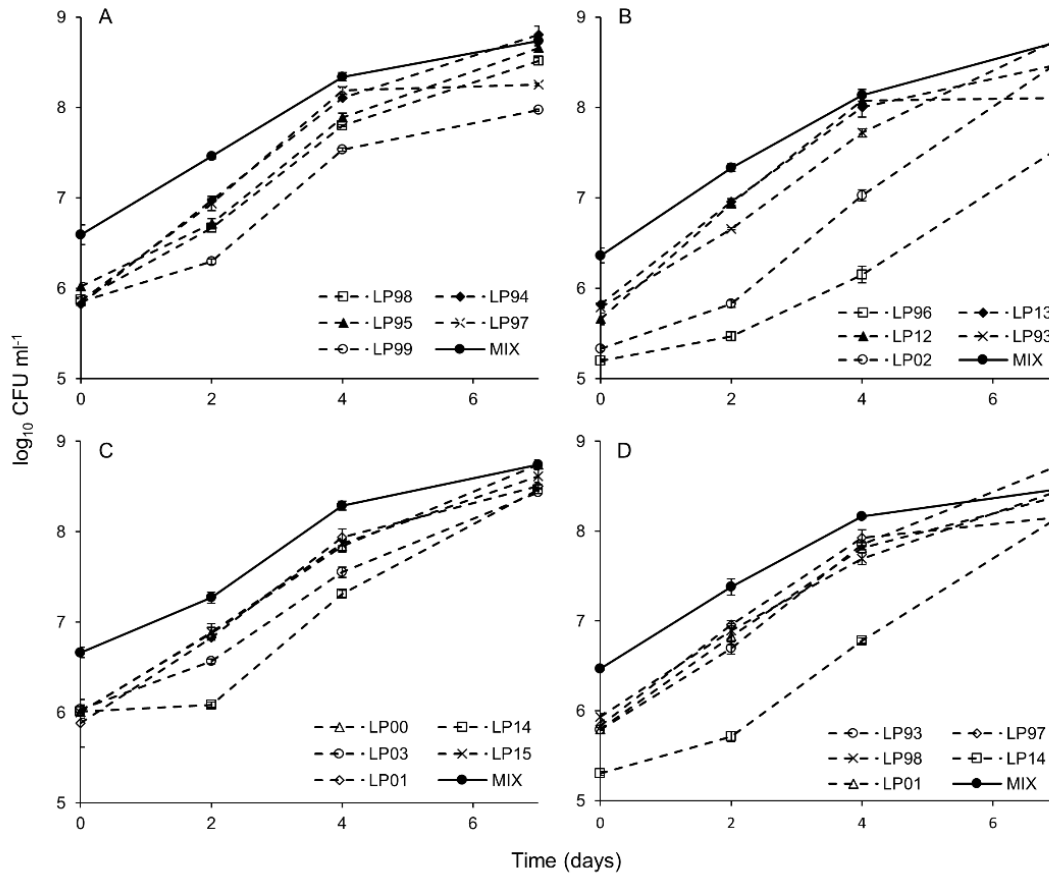 A
9
8
7
6
5
0
2
4
6
LP98
LP94
LP95
LP97
LP99
MIX
B
9
8
7
6
5
0
2
4
6
LP96
LP13
LP12
LP93
LP02
MIX
log₁₀ CFU ml⁻¹
C
9
8
7
6
5
0
2
4
6
LP00
LP14
LP03
LP15
LP01
MIX
D
9
8
7
6
5
0
2
4
6
LP93
LP97
LP98
LP14
LP01
MIX
Time (days)